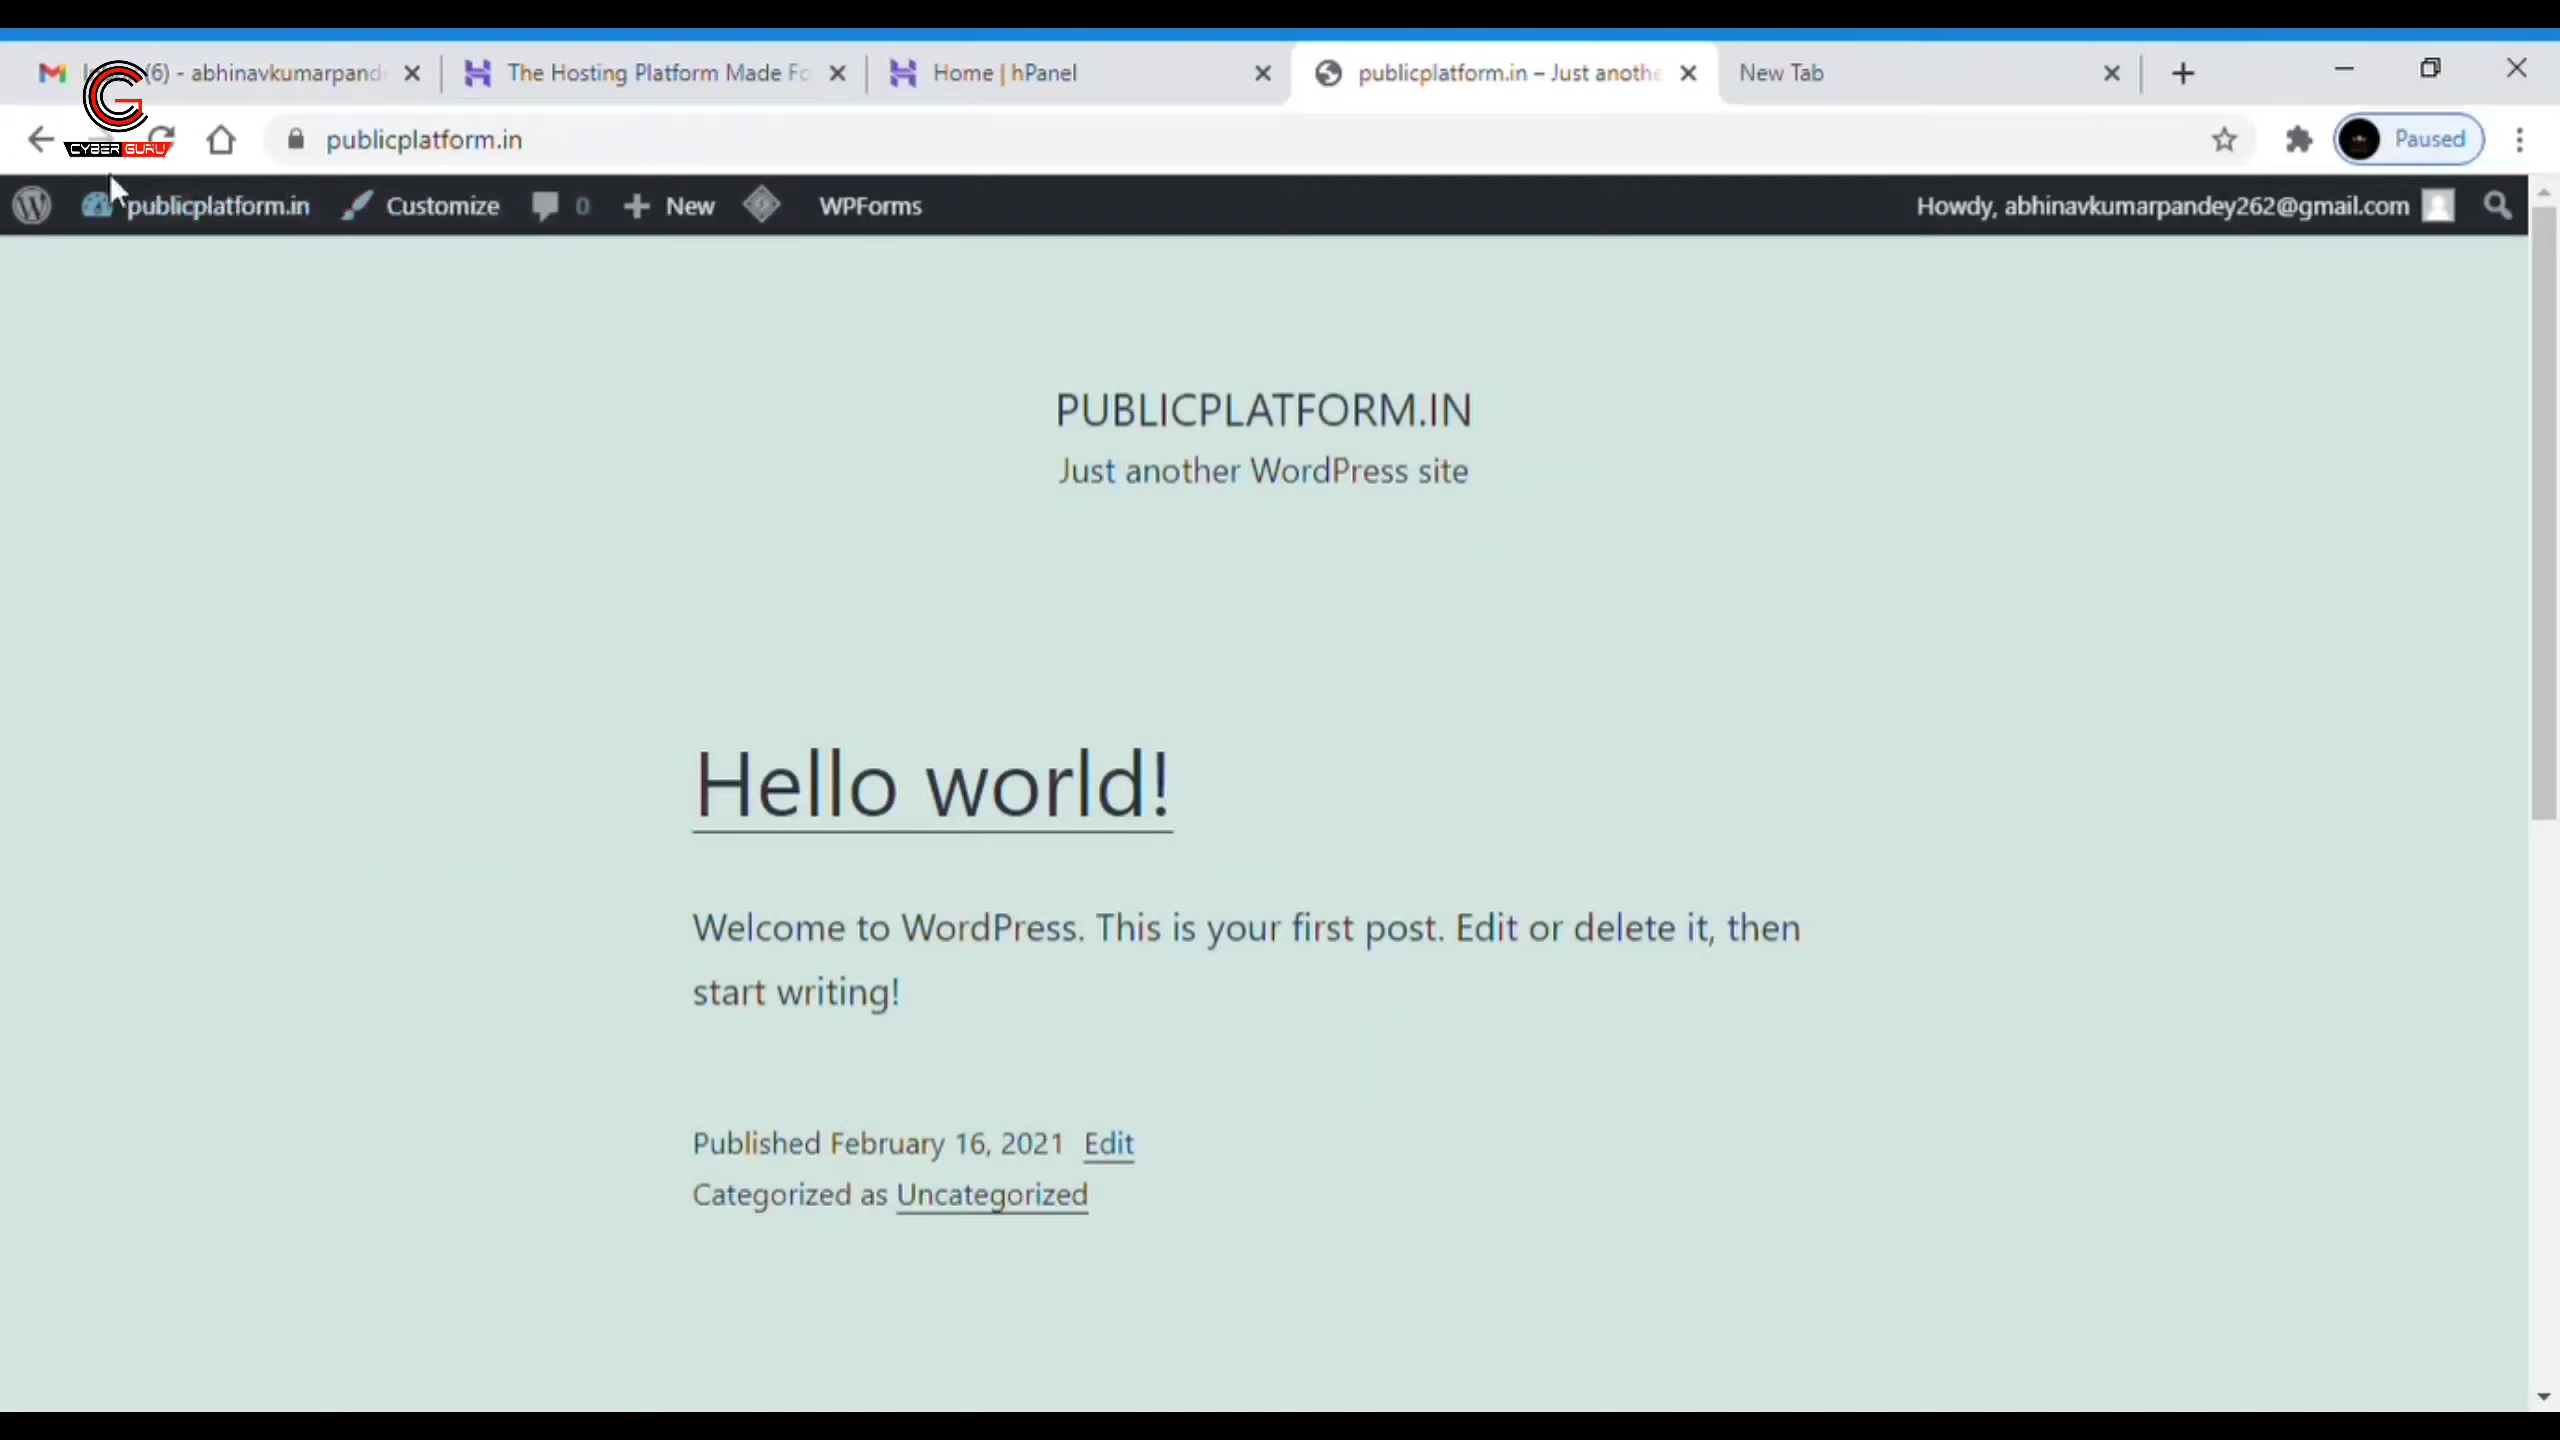 (6) - abhinavkumarpand
The Hosting Platform Made Fo
Home | hPanel
publicplatform.in – Just anothe
New Tab
CYBER GURU
publicplatform.in
Paused
publicplatform.in
Customize
0
New
WPForms
Howdy, abhinavkumarpandey262@gmail.com
PUBLICPLATFORM.IN
Just another WordPress site
Hello world!
Welcome to WordPress. This is your first post. Edit or delete it, then
start writing!
Published February 16, 2021 Edit
Categorized as Uncategorized